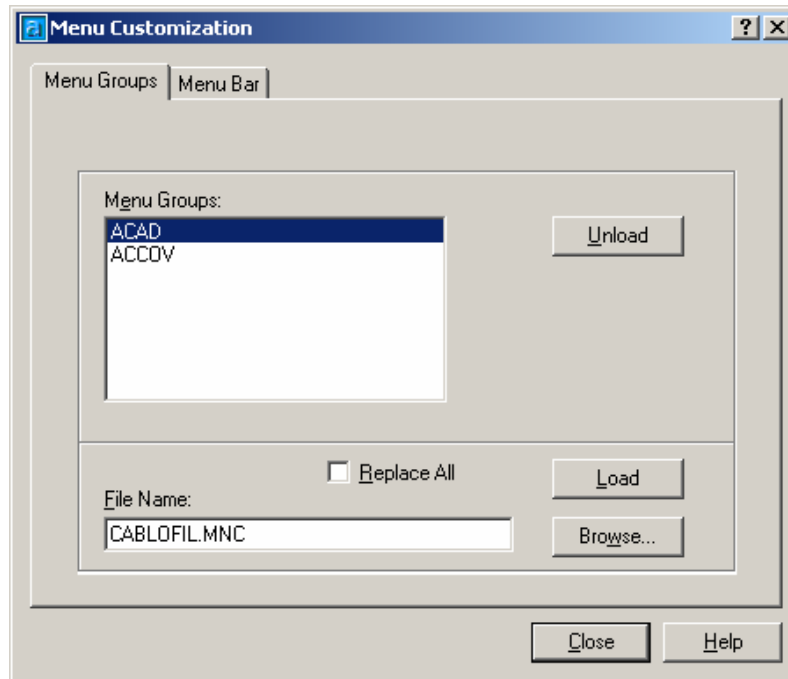 Menu Customization
Menu Groups Menu Bar
Menu Groups:
ACAD
ACCOV
Unload
Replace All
Load
File Name:
CABLOFIL.MNC
Browse...
Close Help